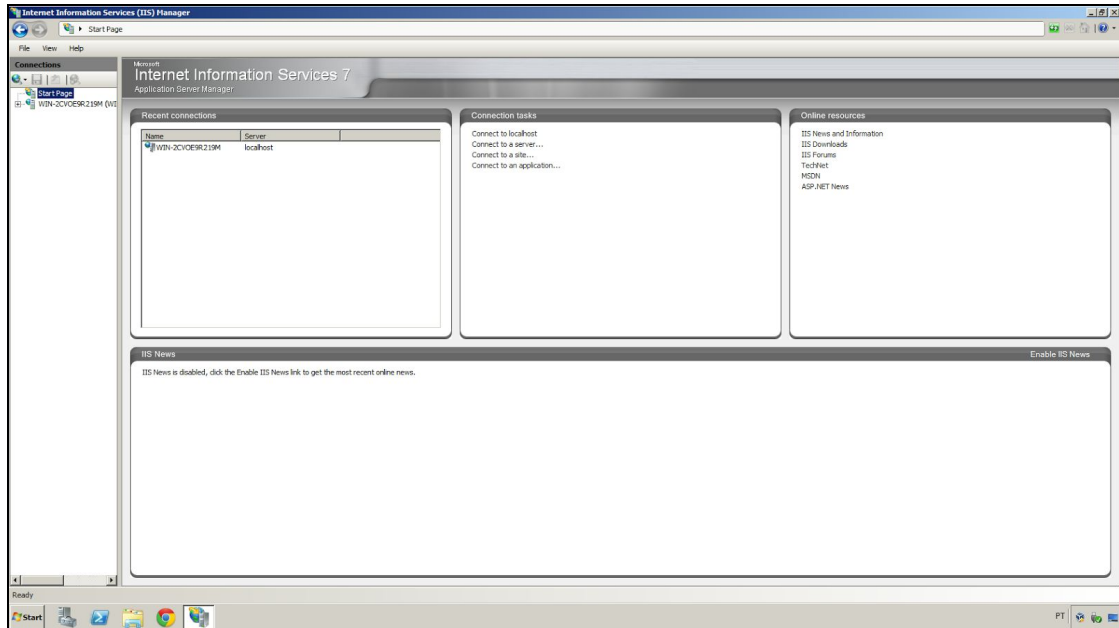 Internet Information Services (IIS) Manager
Start Page
File View Help
Connections
Start Page
WIN-2CVOE9R219M (WI
Microsoft
Internet Information Services 7
Application Server Manager
Recent connections
Name Server
WIN-2CVOE9R219M localhost
Connection tasks
Connect to localhost
Connect to a server...
Connect to a site...
Connect to an application...
Online resources
IIS News and Information
IIS Downloads
IIS Forums
TechNet
MSDN
ASP.NET News
IIS News Enable IIS News
IIS News is disabled, click the Enable IIS News link to get the most recent online news.
Ready
Start PT